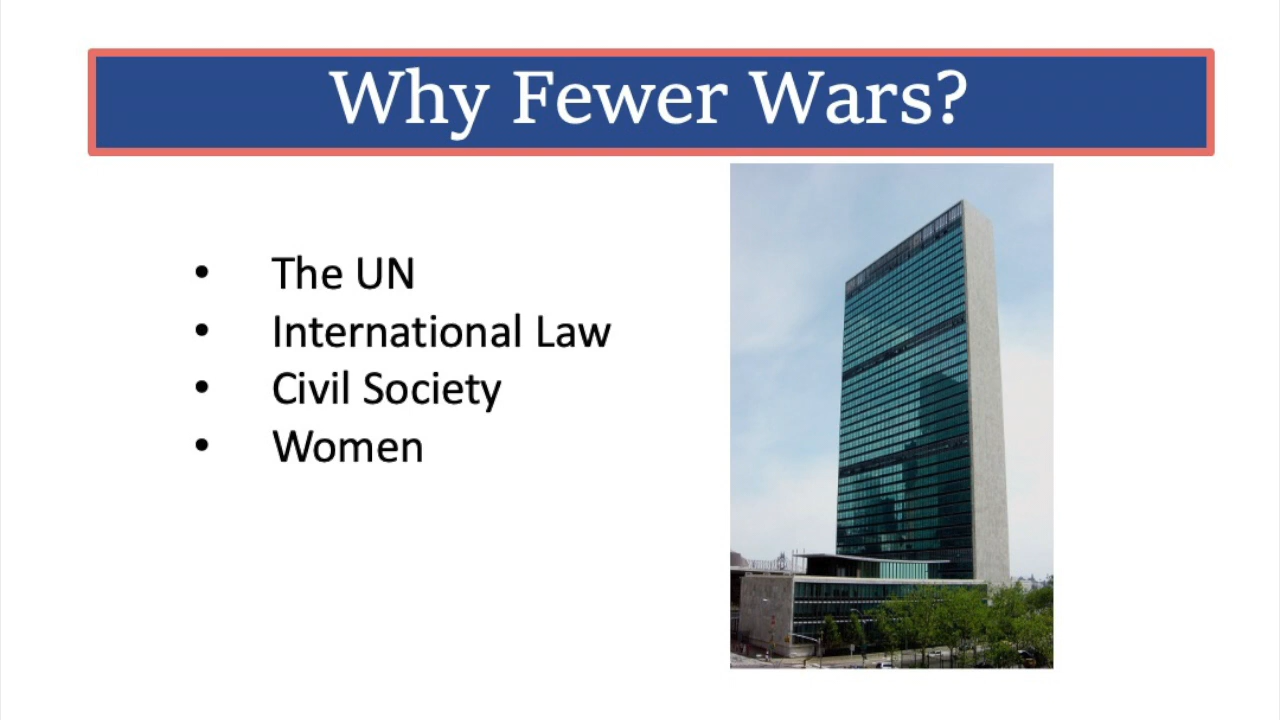 Why Fewer Wars?
• The UN
• International Law
• Civil Society
• Women